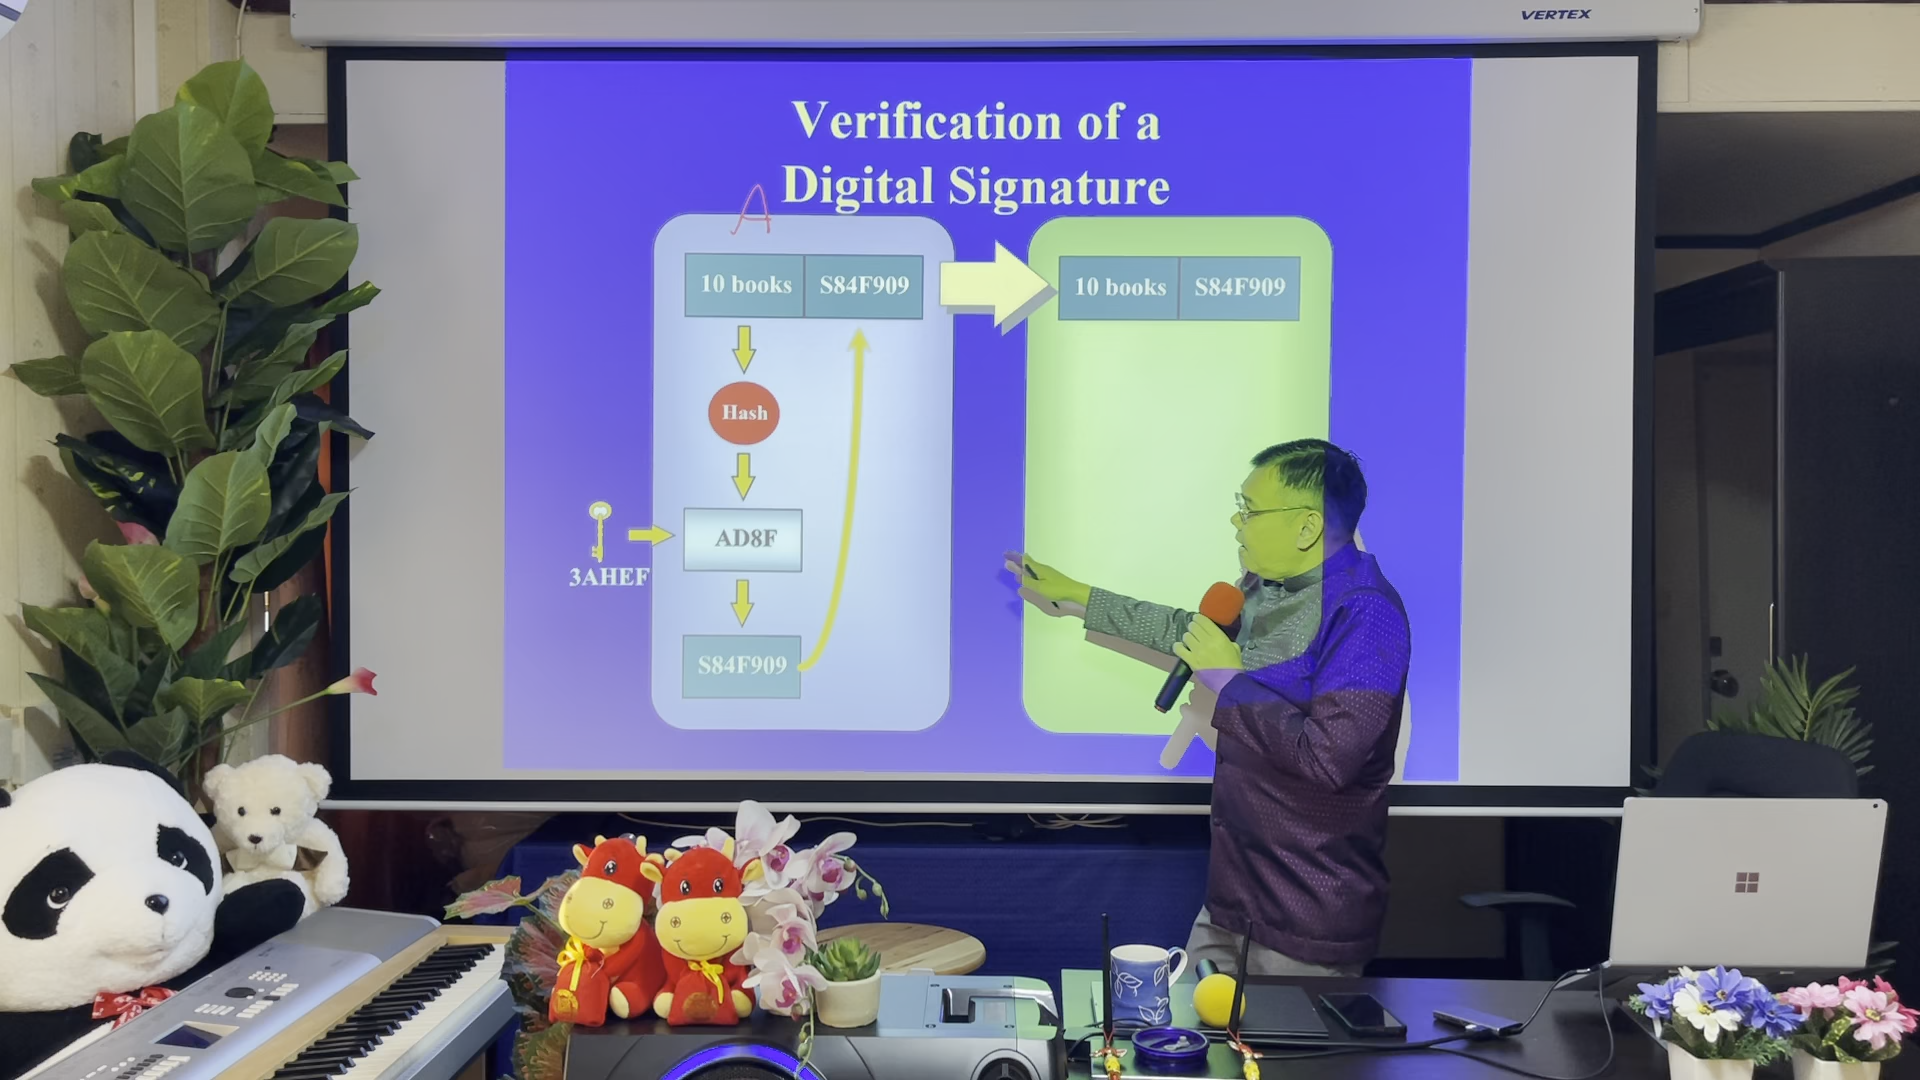 VERTEX
Verification of a
Digital Signature
A
10 books S84F909
10 books S84F909
Hash
AD8F
3AHEF
S84F909